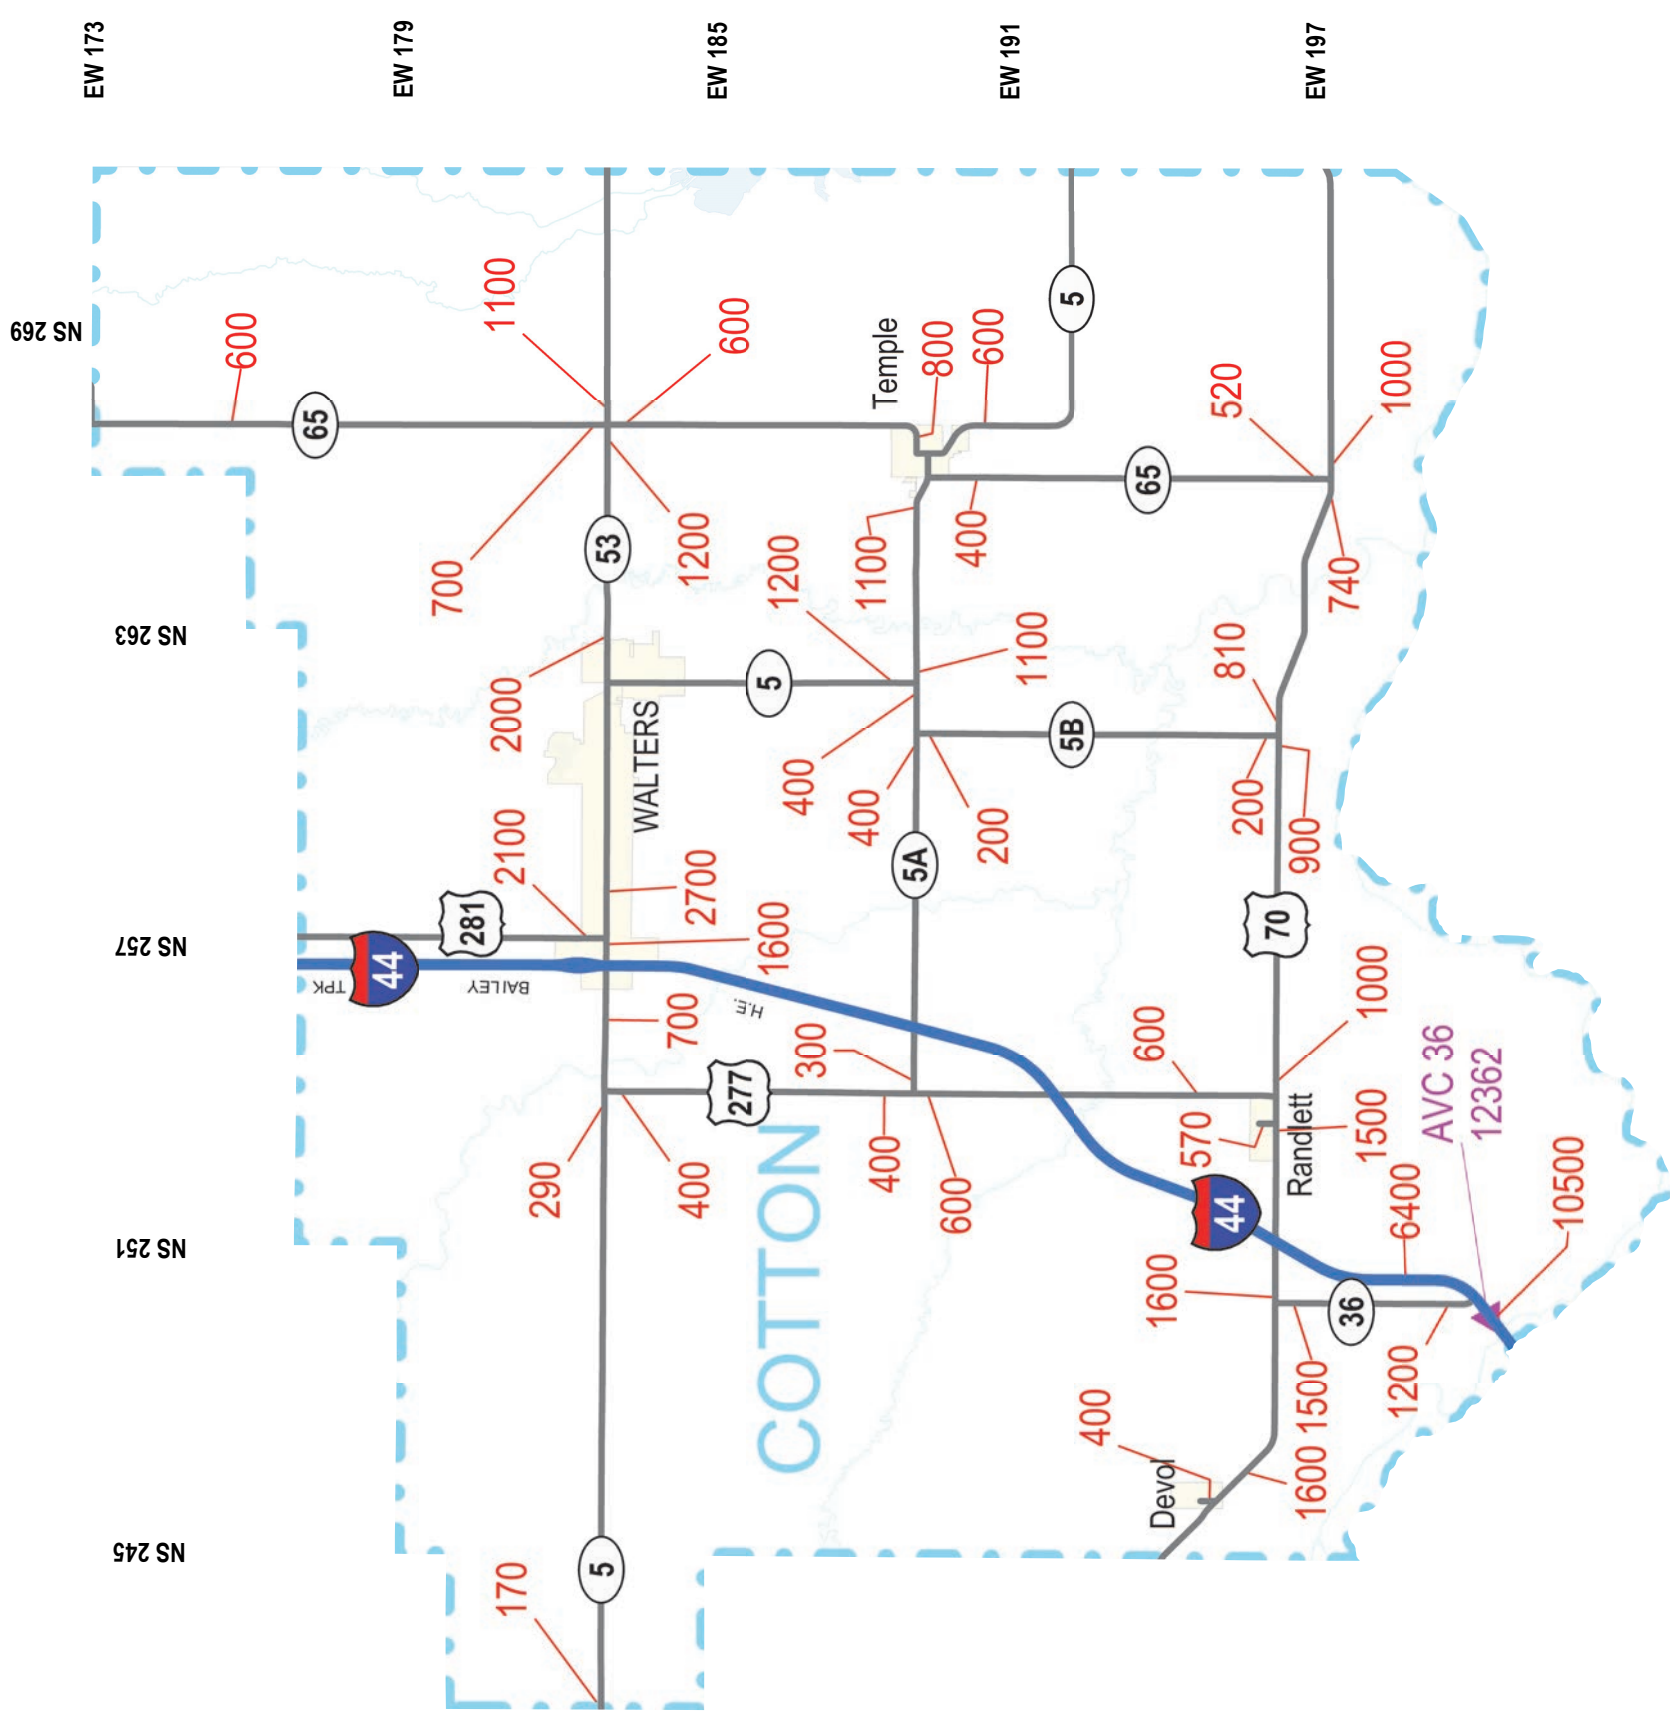 EW 173
EW 179
EW 185
EW 191
EW 197
NS 269
NS 263
NS 257
NS 251
NS 245
600
65
1100
600
Temple
800
600
5
520
1000
700
53
1200
1200
1100
400
65
740
2000
WALTERS
5
400
400
1100
5B
200
810
200
900
2100
281
2700
1600
5A
70
44
TPK
BAILEY
H.E.
700
277
300
600
1000
290
400
COTTON
400
600
570
Randlett
1500
AVC 36
12362
44
6400
10500
1600
36
1500
1200
400
Devol
1600
170
5